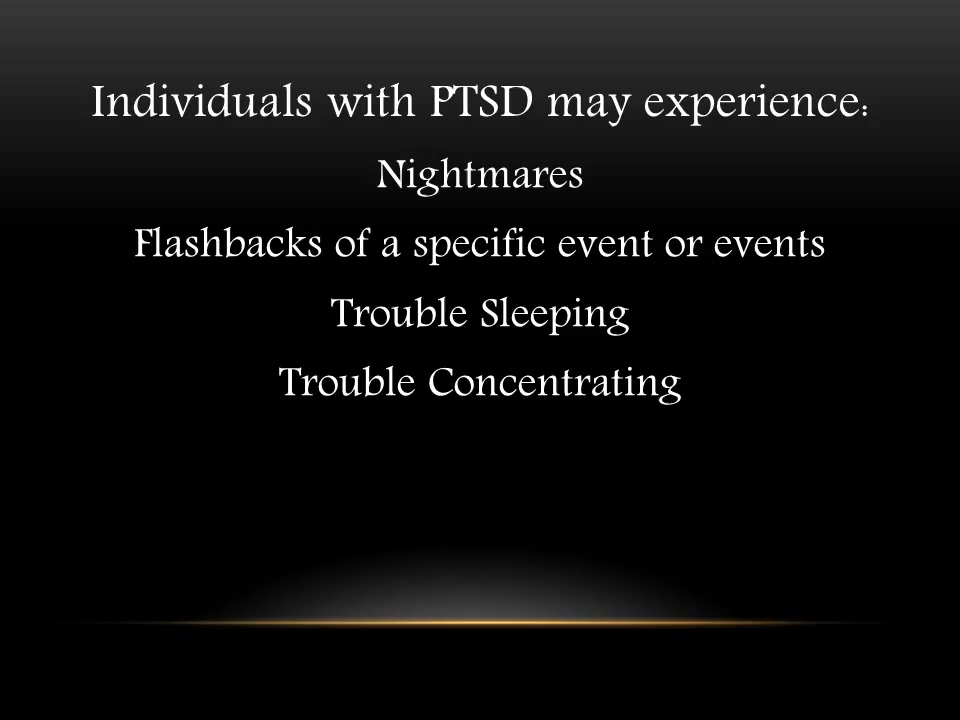 Individuals with PTSD may experience:
Nightmares
Flashbacks of a specific event or events
Trouble Sleeping
Trouble Concentrating